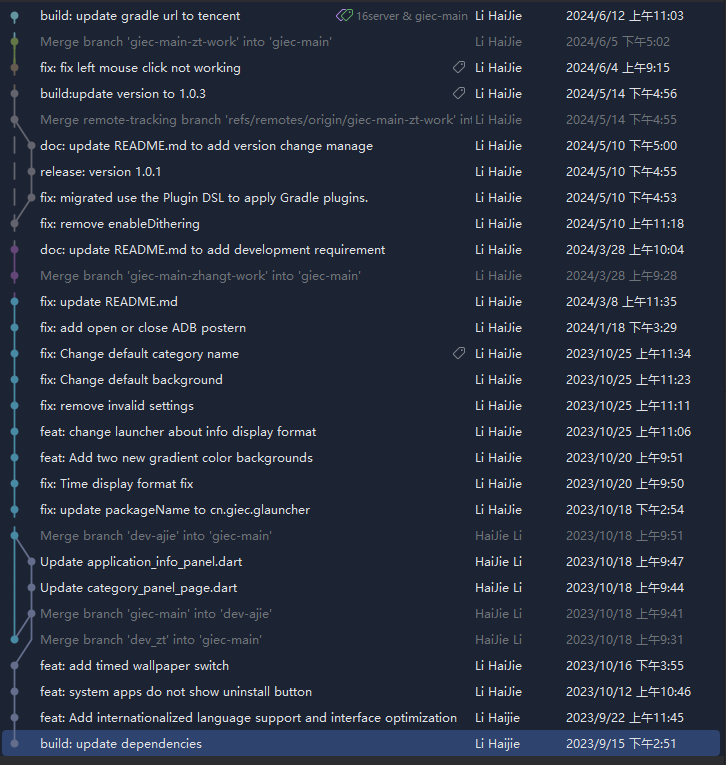 build: update gradle url to tencent 16server & giec-main Li HaiJie 2024/6/12 上午11:03
Merge branch 'giec-main-zt-work' into 'giec-main' Li HaiJie 2024/6/5 下午5:02
fix: fix left mouse click not working Li HaiJie 2024/6/4 上午9:15
build:update version to 1.0.3 Li HaiJie 2024/5/14 下午4:56
Merge remote-tracking branch 'refs/remotes/origin/giec-main-zt-work' int Li HaiJie 2024/5/14 下午4:55
doc: update README.md to add version change manage Li HaiJie 2024/5/10 下午5:00
release: version 1.0.1 Li HaiJie 2024/5/10 下午4:55
fix: migrated use the Plugin DSL to apply Gradle plugins. Li HaiJie 2024/5/10 下午4:53
fix: remove enableDithering Li HaiJie 2024/5/10 上午11:18
doc: update README.md to add development requirement Li HaiJie 2024/3/28 上午10:04
Merge branch 'giec-main-zhangt-work' into 'giec-main' Li HaiJie 2024/3/28 上午9:28
fix: update README.md Li HaiJie 2024/3/8 上午11:35
fix: add open or close ADB postern Li HaiJie 2024/1/18 下午3:29
fix: Change default category name Li HaiJie 2023/10/25 上午11:34
fix: Change default background Li HaiJie 2023/10/25 上午11:23
fix: remove invalid settings Li HaiJie 2023/10/25 上午11:11
feat: change launcher about info display format Li HaiJie 2023/10/25 上午11:06
feat: Add two new gradient color backgrounds Li HaiJie 2023/10/20 上午9:51
fix: Time display format fix Li HaiJie 2023/10/20 上午9:50
fix: update packageName to cn.giec.glauncher Li HaiJie 2023/10/18 下午2:54
Merge branch 'dev-ajie' into 'giec-main' HaiJie Li 2023/10/18 上午9:51
Update application_info_panel.dart HaiJie Li 2023/10/18 上午9:47
Update category_panel_page.dart HaiJie Li 2023/10/18 上午9:44
Merge branch 'giec-main' into 'dev-ajie' HaiJie Li 2023/10/18 上午9:41
Merge branch 'dev_zt' into 'giec-main' HaiJie Li 2023/10/18 上午9:31
feat: add timed wallpaper switch Li HaiJie 2023/10/16 下午3:55
feat: system apps do not show uninstall button Li HaiJie 2023/10/12 上午10:46
feat: Add internationalized language support and interface optimization Li Haijie 2023/9/22 上午11:45
build: update dependencies Li Haijie 2023/9/15 下午2:51